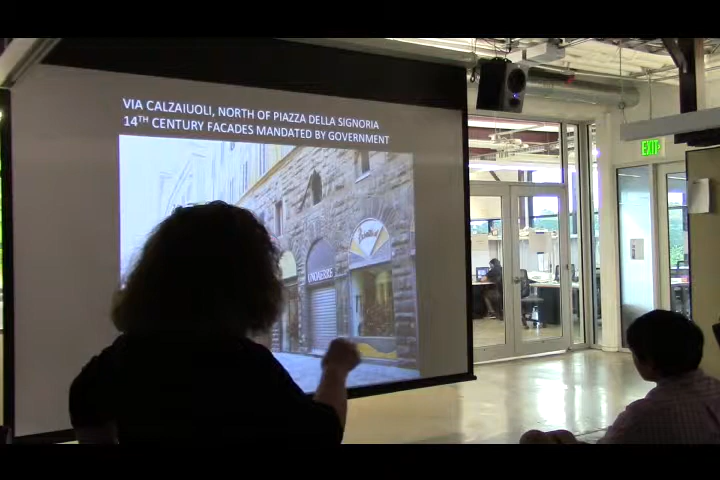 VIA CALZAIUOLI, NORTH OF PIAZZA DELLA SIGNORIA
14TH CENTURY FACADES MANDATED BY GOVERNMENT
EXIT